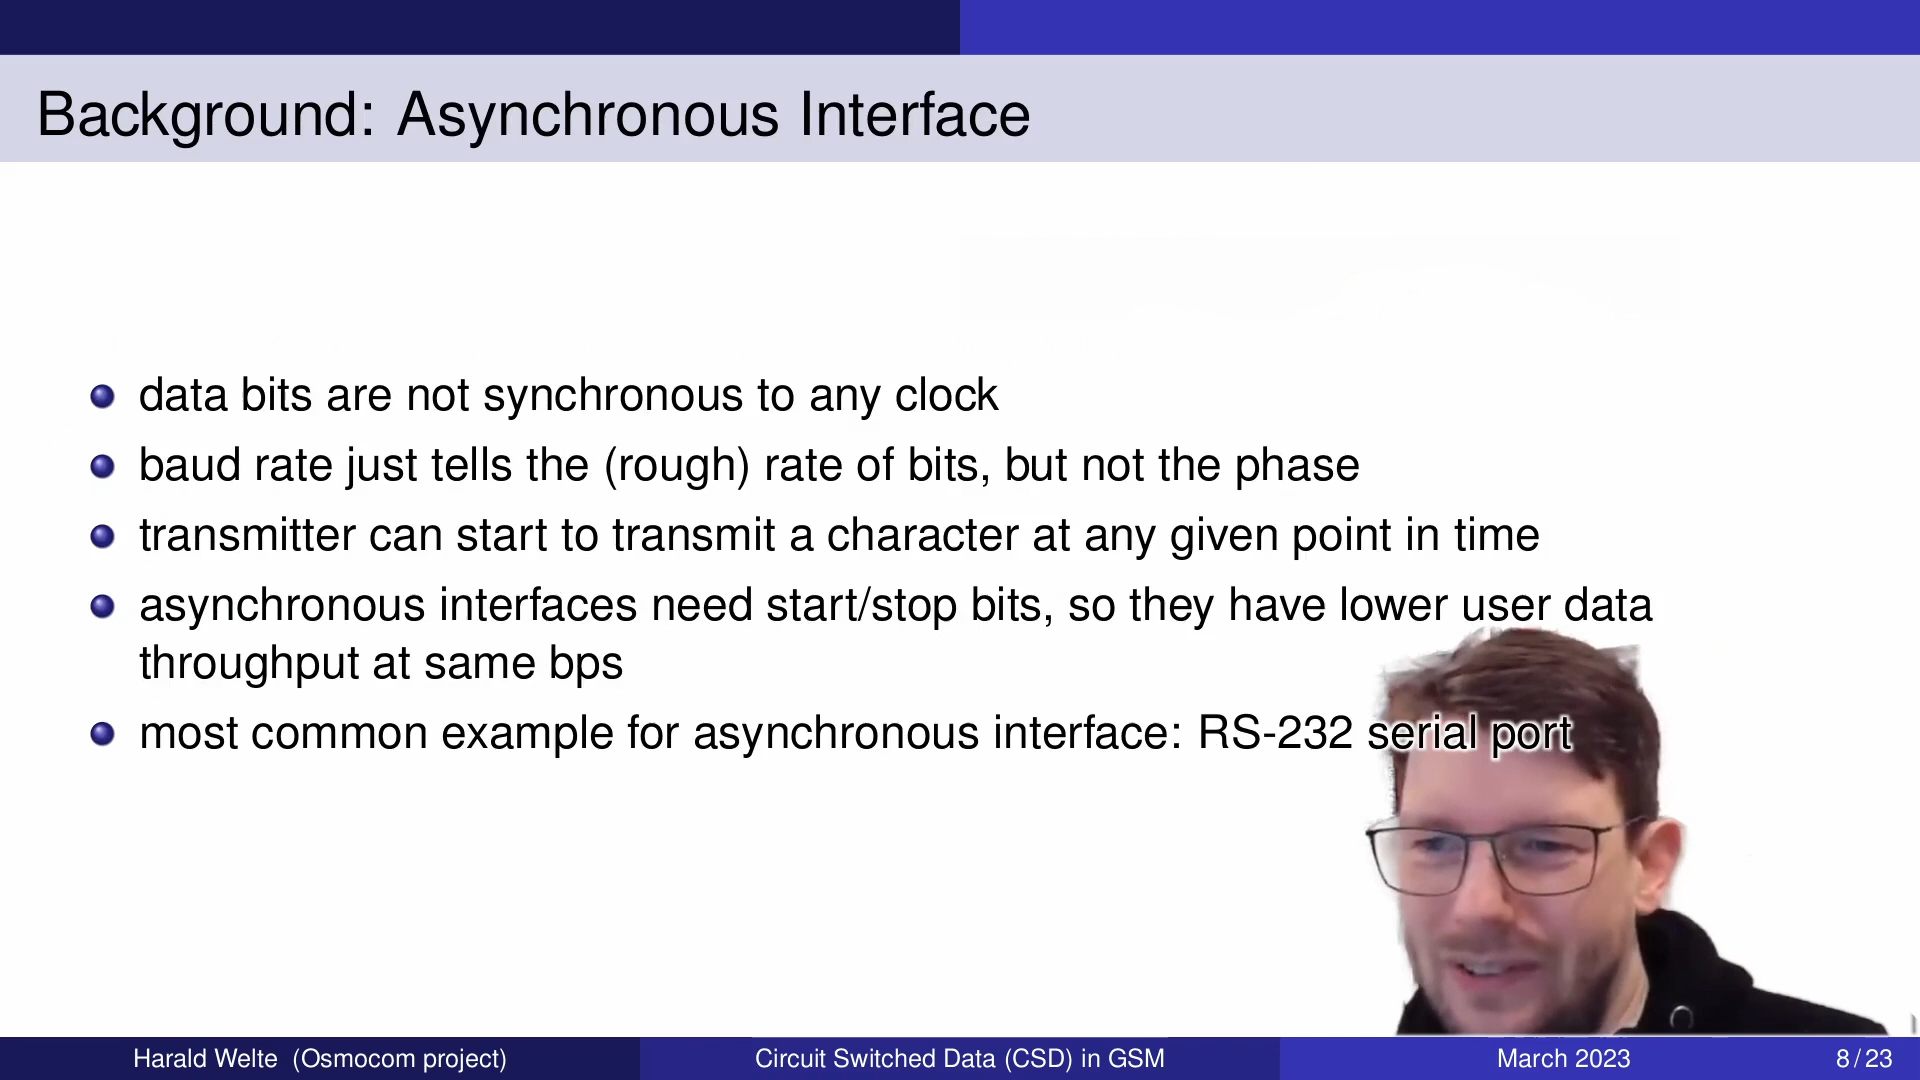 Background: Asynchronous Interface
data bits are not synchronous to any clock
baud rate just tells the (rough) rate of bits, but not the phase
transmitter can start to transmit a character at any given point in time
asynchronous interfaces need start/stop bits, so they have lower user data
throughput at same bps
most common example for asynchronous interface: RS-232 serial port
Harald Welte (Osmocom project)
Circuit Switched Data (CSD) in GSM
March 2023
8 / 23